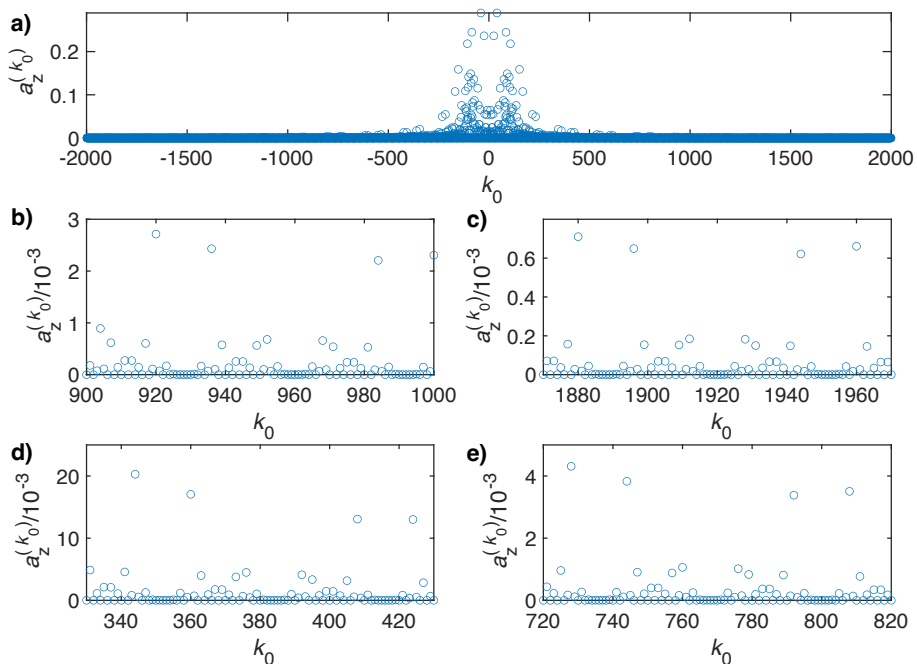 a)
a_z^(k_0)
0.2
0.1
0
-2000 -1500 -1000 -500 0 500 1000 1500 2000
k_0
b)
a_z^(k_0)/10^-3
3
2
1
0
900 920 940 960 980 1000
k_0
c)
a_z^(k_0)/10^-3
0.6
0.4
0.2
0
1880 1900 1920 1940 1960
k_0
d)
a_z^(k_0)/10^-3
20
10
0
340 360 380 400 420
k_0
e)
a_z^(k_0)/10^-3
4
2
0
720 740 760 780 800 820
k_0